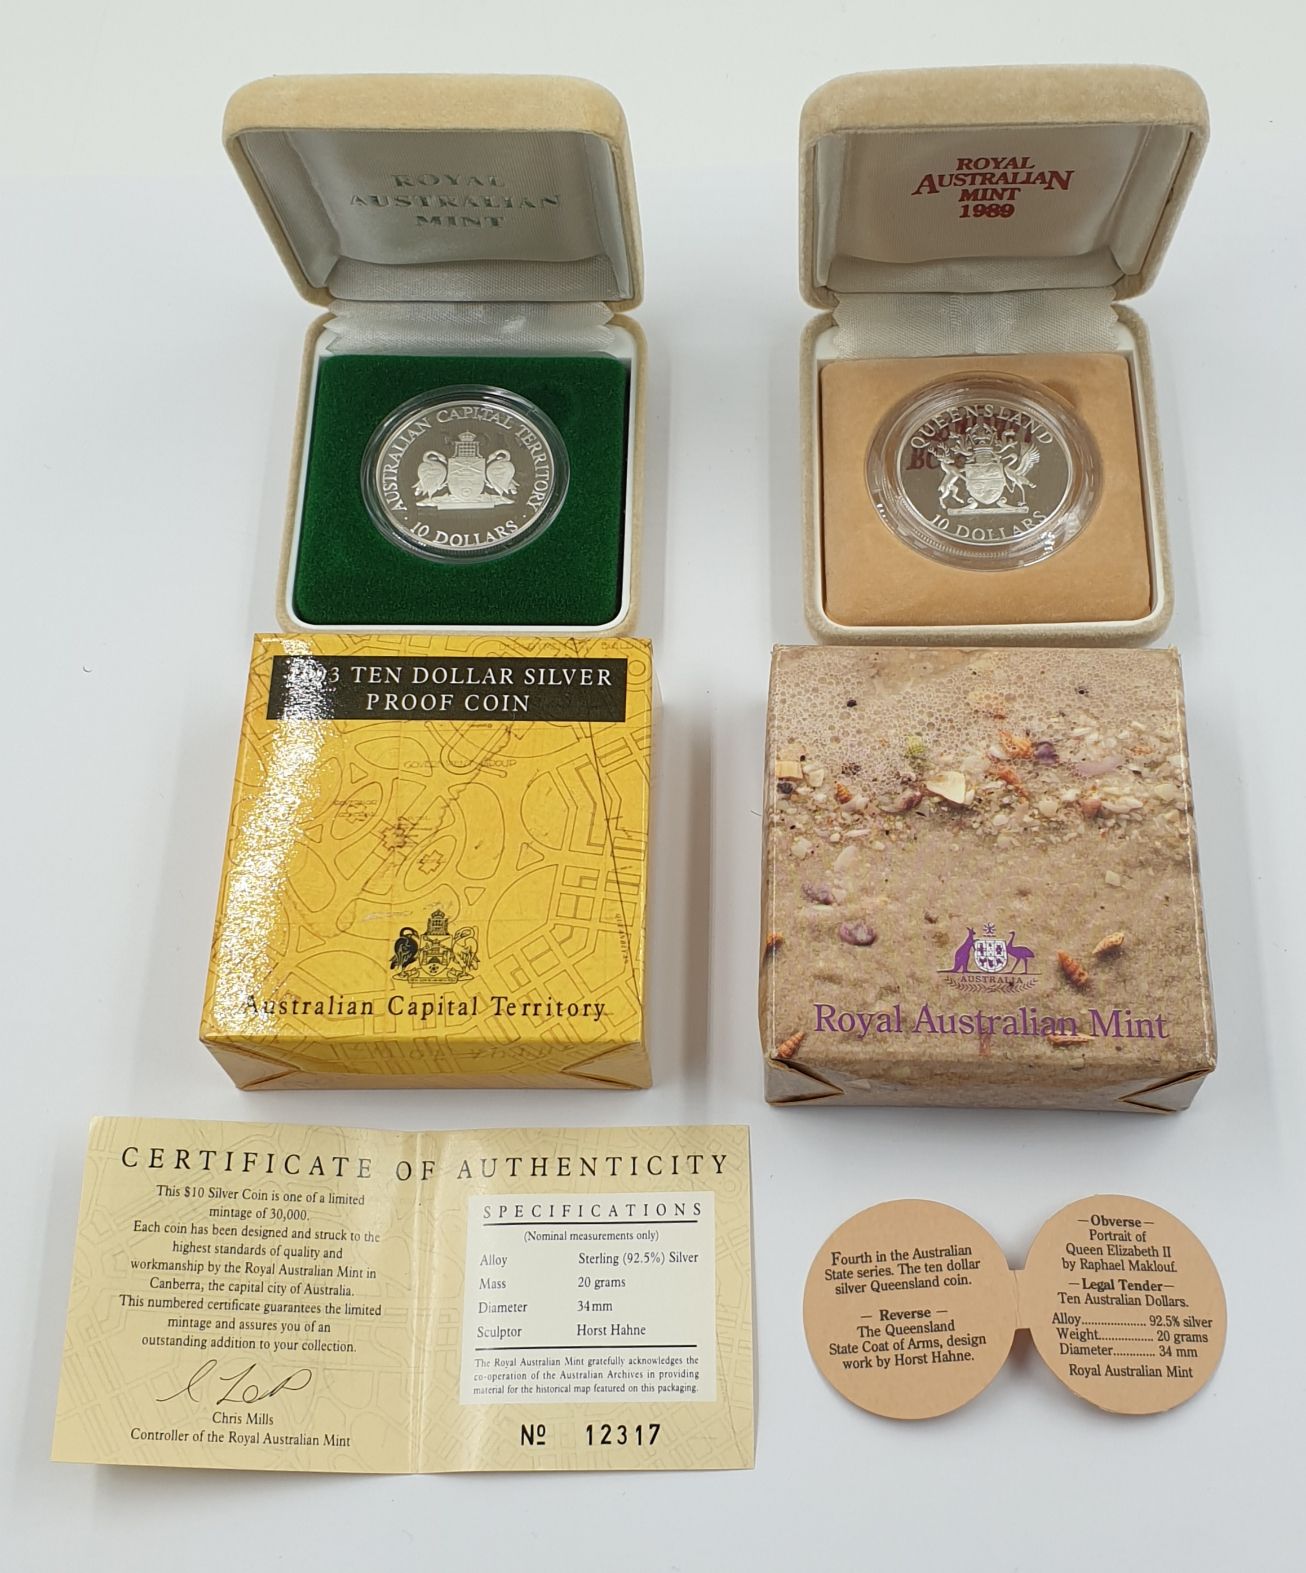 ROYAL
AUSTRALIAN
MINT
ROYAL
AUSTRALIAN
MINT
1989
AUSTRALIAN CAPITAL TERRITORY
· 10 DOLLARS ·
QUEENSLAND
10 DOLLARS
TEN DOLLAR SILVER
PROOF COIN
GOVERNMENT GROUP
Australian Capital Territory
AUSTRALIA
Royal Australian Mint
CERTIFICATE OF AUTHENTICITY
This $10 Silver Coin is one of a limited
mintage of 30,000.
Each coin has been designed and struck to the
highest standards of quality and
workmanship by the Royal Australian Mint in
Canberra, the capital city of Australia.
This numbered certificate guarantees the limited
mintage and assures you of an
outstanding addition to your collection.
Chris Mills
Controller of the Royal Australian Mint
SPECIFICATIONS
(Nominal measurements only)
Alloy Sterling (92.5%) Silver
Mass 20 grams
Diameter 34mm
Sculptor Horst Hahne
The Royal Australian Mint gratefully acknowledges the
co-operation of the Australian Archives in providing
material for the historical map featured on this packaging.
Nº 12317
Fourth in the Australian
State series. The ten dollar
silver Queensland coin.
— Reverse —
The Queensland
State Coat of Arms, design
work by Horst Hahne.
—Obverse—
Portrait of
Queen Elizabeth II
by Raphael Maklouf.
—Legal Tender—
Ten Australian Dollars.
Alloy.................... 92.5% silver
Weight................. 20 grams
Diameter............. 34 mm
Royal Australian Mint